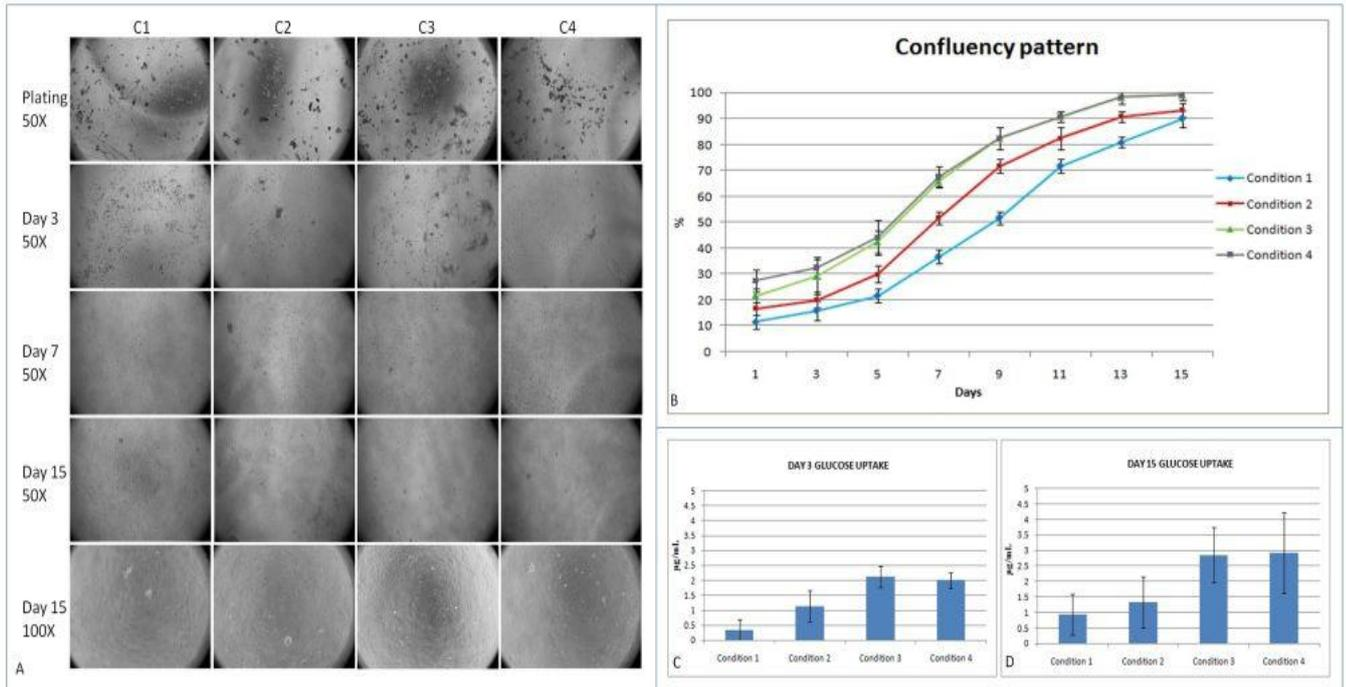 C1 C2 C3 C4
Plating
50X
Day 3
50X
Day 7
50X
Day 15
50X
Day 15
100X
A
Confluency pattern
100
90
80
70
60
50
40
30
20
10
0
%
1 3 5 7 9 11 13 15
Days
Condition 1
Condition 2
Condition 3
Condition 4
B
DAY 3 GLUCOSE UPTAKE
5
4.5
4
3.5
3
2.5
2
1.5
1
0.5
0
µg/mL
Condition 1 Condition 2 Condition 3 Condition 4
C
DAY 15 GLUCOSE UPTAKE
5
4.5
4
3.5
3
2.5
2
1.5
1
0.5
0
µg/mL
Condition 1 Condition 2 Condition 3 Condition 4
D